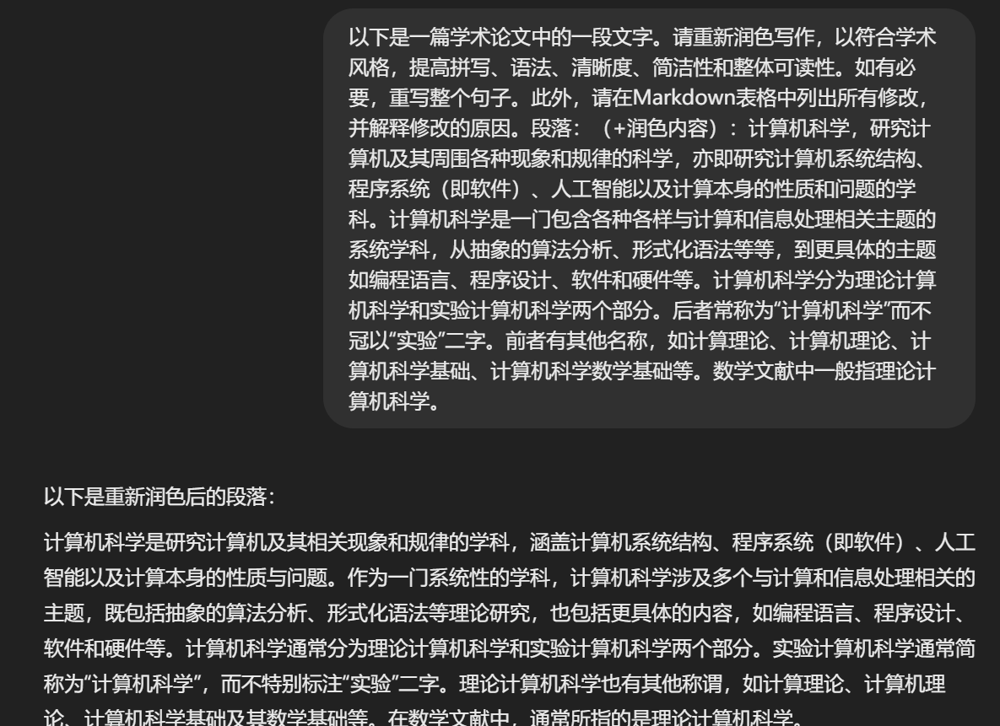 以下是一篇学术论文中的一段文字。请重新润色写作，以符合学术
风格，提高拼写、语法、清晰度、简洁性和整体可读性。如有必
要，重写整个句子。此外，请在Markdown表格中列出所有修改，
并解释修改的原因。段落：（+润色内容）：计算机科学，研究计
算机及其周围各种现象和规律的科学，亦即研究计算机系统结构、
程序系统（即软件）、人工智能以及计算本身的性质和问题的学
科。计算机科学是一门包含各种各样与计算和信息处理相关主题的
系统学科，从抽象的算法分析、形式化语法等等，到更具体的主题
如编程语言、程序设计、软件和硬件等。计算机科学分为理论计算
机科学和实验计算机科学两个部分。后者常称为“计算机科学”而不
冠以“实验”二字。前者有其他名称，如计算理论、计算机理论、计
算机科学基础、计算机科学数学基础等。数学文献中一般指理论计
算机科学。
以下是重新润色后的段落：
计算机科学是研究计算机及其相关现象和规律的学科，涵盖计算机系统结构、程序系统（即软件）、人工
智能以及计算本身的性质与问题。作为一门系统性的学科，计算机科学涉及多个与计算和信息处理相关的
主题，既包括抽象的算法分析、形式化语法等理论研究，也包括更具体的内容，如编程语言、程序设计、
软件和硬件等。计算机科学通常分为理论计算机科学和实验计算机科学两个部分。实验计算机科学通常简
称为“计算机科学”，而不特别标注“实验”二字。理论计算机科学也有其他称谓，如计算理论、计算机理
论、计算机科学基础及其数学基础等。在数学文献中，通常所指的是理论计算机科学。